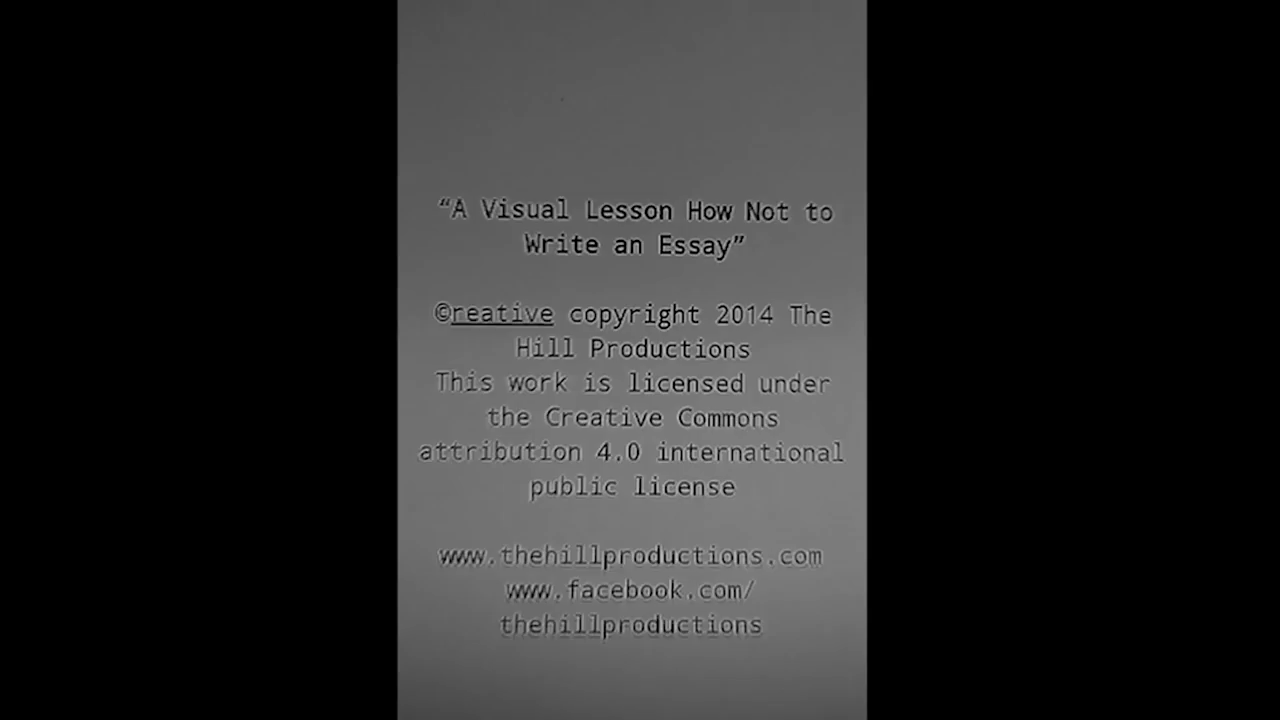 “A Visual Lesson How Not to
Write an Essay”
©reative copyright 2014 The
Hill Productions
This work is licensed under
the Creative Commons
attribution 4.0 international
public license
www.thehillproductions.com
www.facebook.com/
thehillproductions